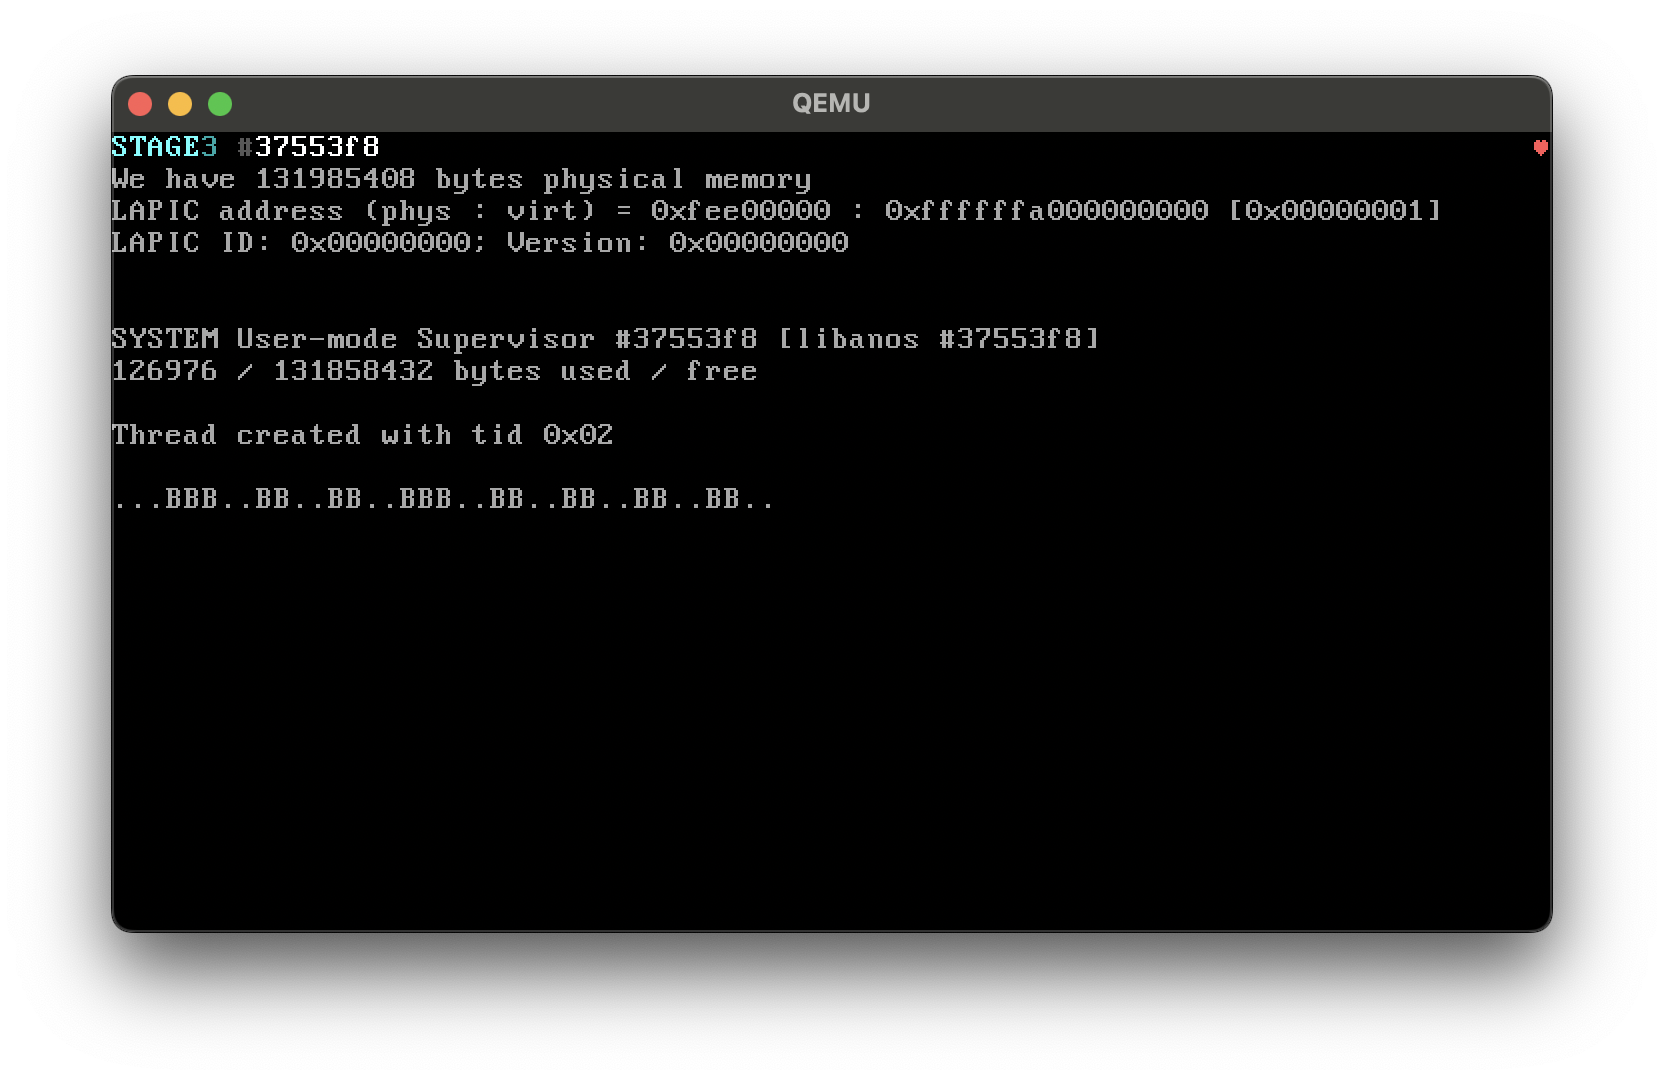 QEMU
STAGE3 #37553f8 ♥
We have 131985408 bytes physical memory
LAPIC address (phys : virt) = 0xfee00000 : 0xffffffa000000000 [0x00000001]
LAPIC ID: 0x00000000; Version: 0x00000000
SYSTEM User-mode Supervisor #37553f8 [libanos #37553f8]
126976 / 131858432 bytes used / free
Thread created with tid 0x02
...BBB..BB..BB..BBB..BB..BB..BB..BB..